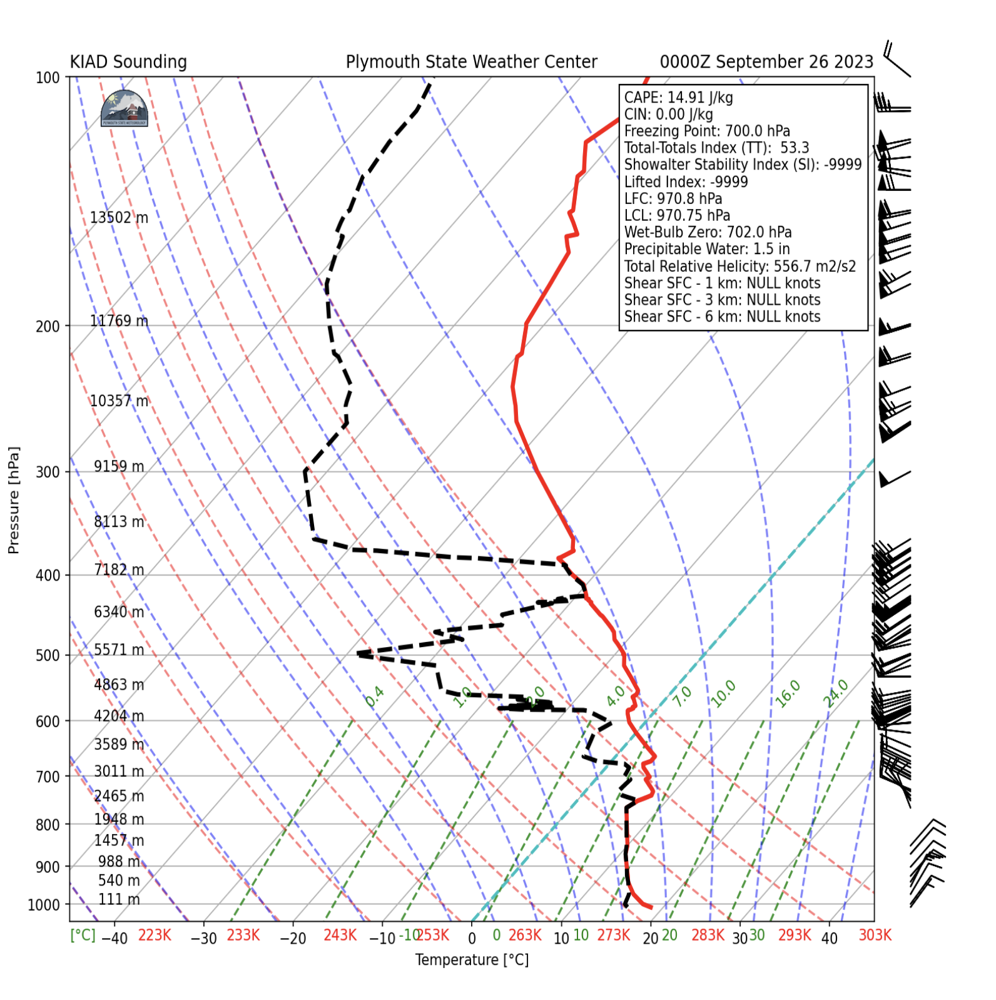 KIAD Sounding
Plymouth State Weather Center
0000Z September 26 2023
CAPE: 14.91 J/kg
CIN: 0.00 J/kg
Freezing Point: 700.0 hPa
Total-Totals Index (TT):  53.3
Showalter Stability Index (SI): -9999
Lifted Index: -9999
LFC: 970.8 hPa
LCL: 970.75 hPa
Wet-Bulb Zero: 702.0 hPa
Precipitable Water: 1.5 in
Total Relative Helicity: 556.7 m2/s2
Shear SFC - 1 km: NULL knots
Shear SFC - 3 km: NULL knots
Shear SFC - 6 km: NULL knots
PLYMOUTH STATE METEOROLOGY
Pressure [hPa]
100
200
300
400
500
600
700
800
900
1000
13502 m
11769 m
10357 m
9159 m
8113 m
7182 m
6340 m
5571 m
4863 m
4204 m
3589 m
3011 m
2465 m
1948 m
1457 m
988 m
540 m
111 m
0.4 1.0 2.0 4.0 7.0 10.0 16.0 24.0
[°C] −40 223K −30 233K −20 243K −10 -10 253K 0 0 263K 10 10 273K 20 20 283K 30 30 293K 40 303K
Temperature [°C]